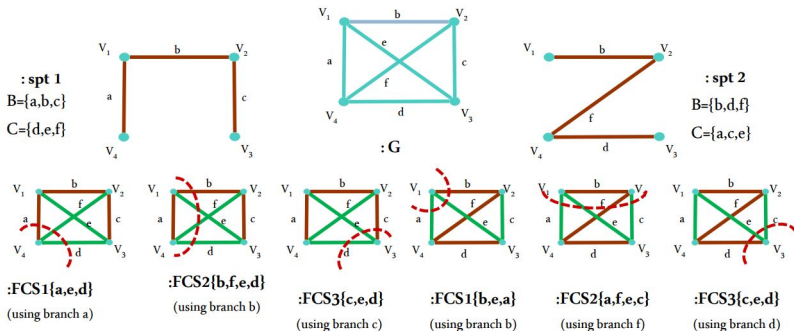 V1 b V2
a c
V4 V3
: spt 1
B={a,b,c}
C={d,e,f}
V1 b V2
e
a c
f
d
V4 V3
: G
V1 b V2
f
d
V4 V3
: spt 2
B={b,d,f}
C={a,c,e}
V1 b V2
f
a e c
V4 d V3
:FCS1{a,e,d}
(using branch a)
V1 b V2
f
a e c
V4 d V3
:FCS2{b,f,e,d}
(using branch b)
V1 b V2
f
a e c
V4 d V3
:FCS3{c,e,d}
(using branch c)
V1 b V2
f
a e c
V4 d V3
:FCS1{b,e,a}
(using branch b)
V1 b V2
f
a e c
V4 d V3
:FCS2{a,f,e,c}
(using branch f)
V1 b V2
f
a e c
V4 d V3
:FCS3{c,e,d}
(using branch d)